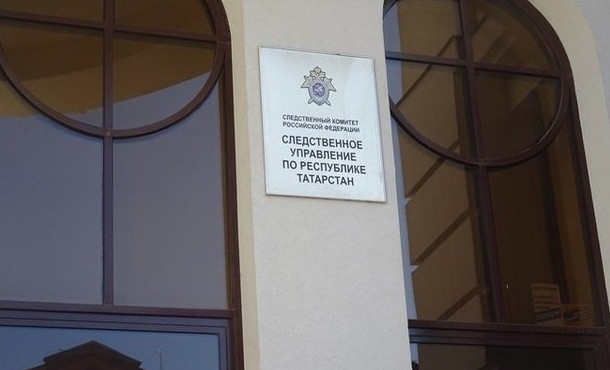 СЛЕДСТВЕННЫЙ КОМИТЕТ
РОССИЙСКОЙ ФЕДЕРАЦИИ
СЛЕДСТВЕННОЕ
УПРАВЛЕНИЕ
ПО РЕСПУБЛИКЕ
ТАТАРСТАН